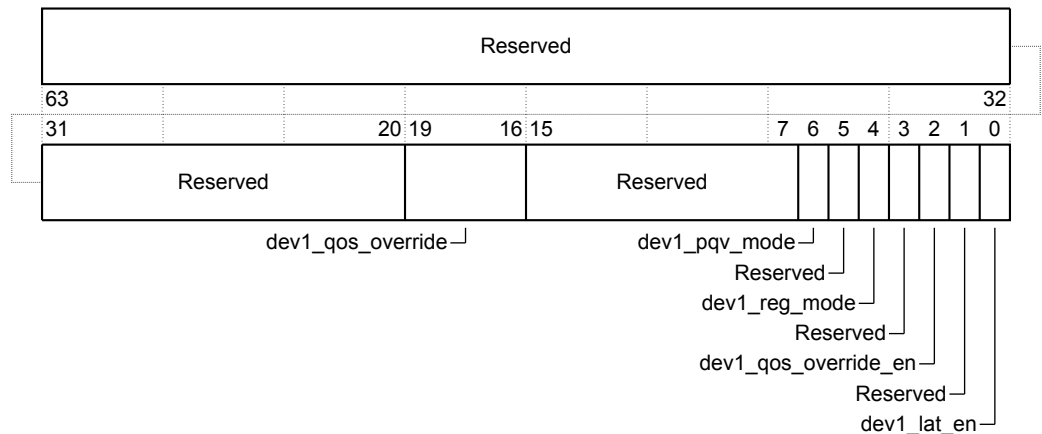 Reserved
63 32
31 20 19 16 15 7 6 5 4 3 2 1 0
Reserved Reserved
dev1_qos_override dev1_pqv_mode
Reserved
dev1_reg_mode
Reserved
dev1_qos_override_en
Reserved
dev1_lat_en